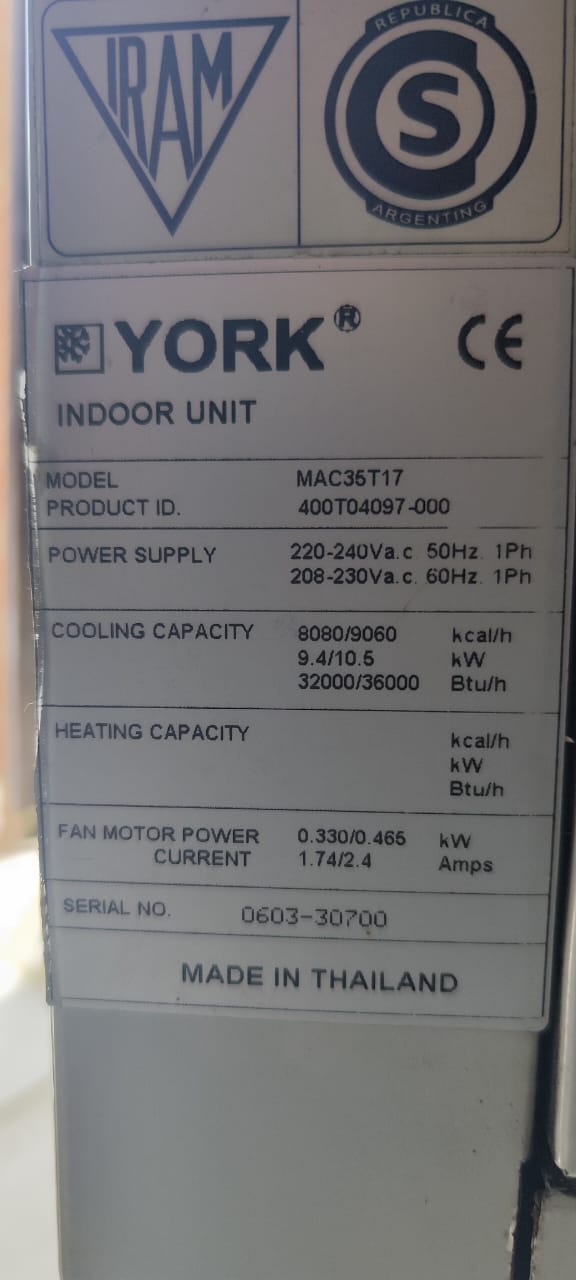 IRAM
REPUBLICA
S
ARGENTINO
YORK®
CE
INDOOR UNIT
MODEL MAC35T17
PRODUCT ID. 400T04097-000
POWER SUPPLY 220-240Va.c 50Hz. 1Ph
208-230Va.c. 60Hz. 1Ph
COOLING CAPACITY 8080/9060 kcal/h
9.4/10.5 kW
32000/36000 Btu/h
HEATING CAPACITY kcal/h
kW
Btu/h
FAN MOTOR POWER 0.330/0.465 kW
CURRENT 1.74/2.4 Amps
SERIAL NO. 0603-30700
MADE IN THAILAND